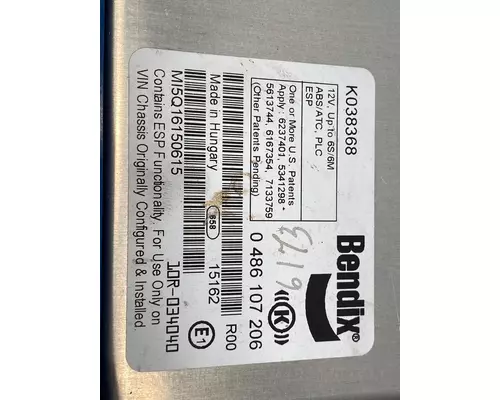 K038368
12V, Up To 6S/6M
ABS/ATC, PLC
ESP
Bendix®
One or More U.S. Patents
Apply : 6237401, 5341298 *
5613744, 6167354, 7133759
(Other Patents Pending)
0 486 107 206
K
Made in Hungary
858
15162
R00
MI5Q16150615
E1
Contains ESP Functionality. For Use Only on
VIN Chassis Originally Configured & Installed.
10R-034040